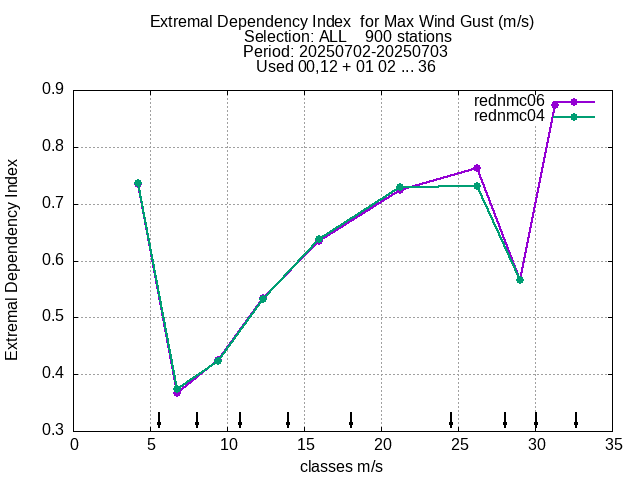 Extremal Dependency Index  for Max Wind Gust (m/s)
Selection: ALL    900 stations
Period: 20250702-20250703
Used 00,12 + 01 02 ... 36
rednmc06
rednmc04
Extremal Dependency Index
0.9
0.8
0.7
0.6
0.5
0.4
0.3
0 5 10 15 20 25 30 35
classes m/s